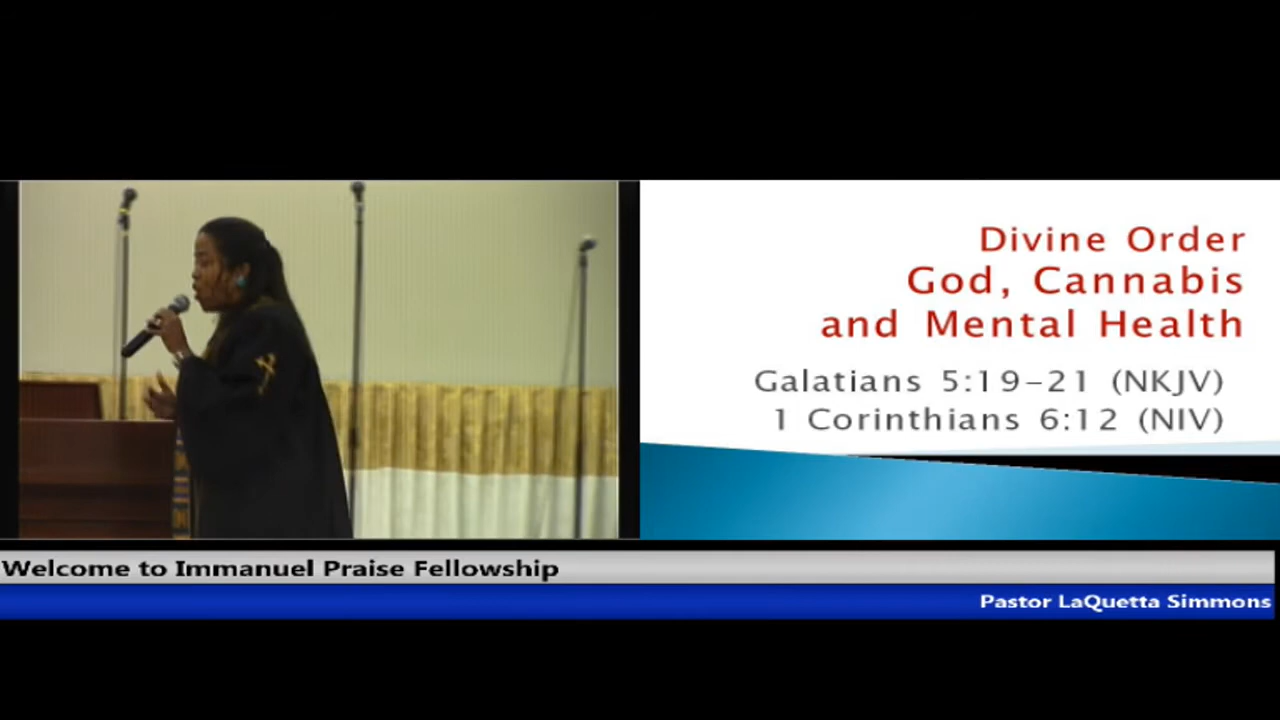 Divine Order
God, Cannabis
and Mental Health
Galatians 5:19-21 (NKJV)
1 Corinthians 6:12 (NIV)
Welcome to Immanuel Praise Fellowship
Pastor LaQuetta Simmons